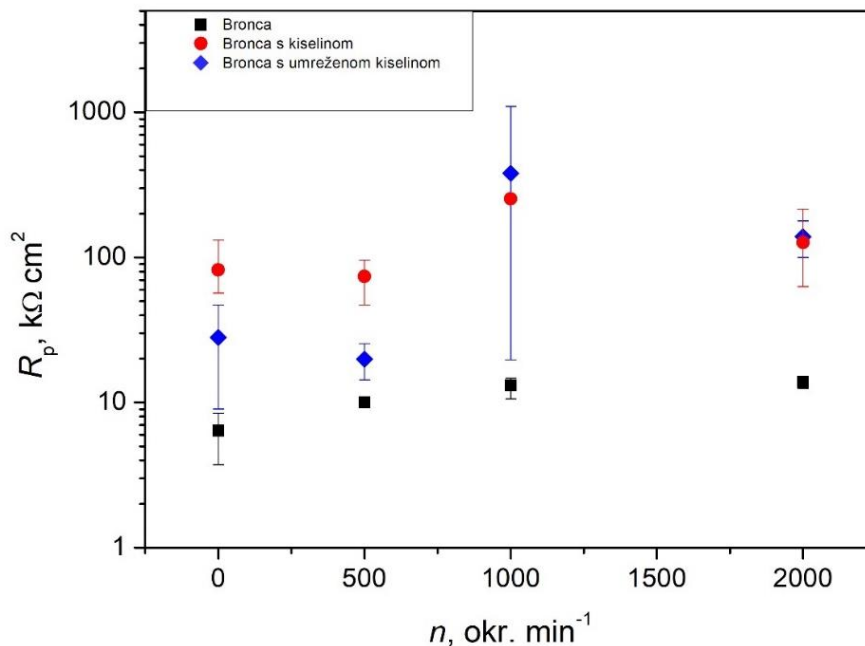 Bronca
Bronca s kiselinom
Bronca s umreženom kiselinom
1000
100
10
1
R_p, kΩ cm²
0 500 1000 1500 2000
n, okr. min⁻¹